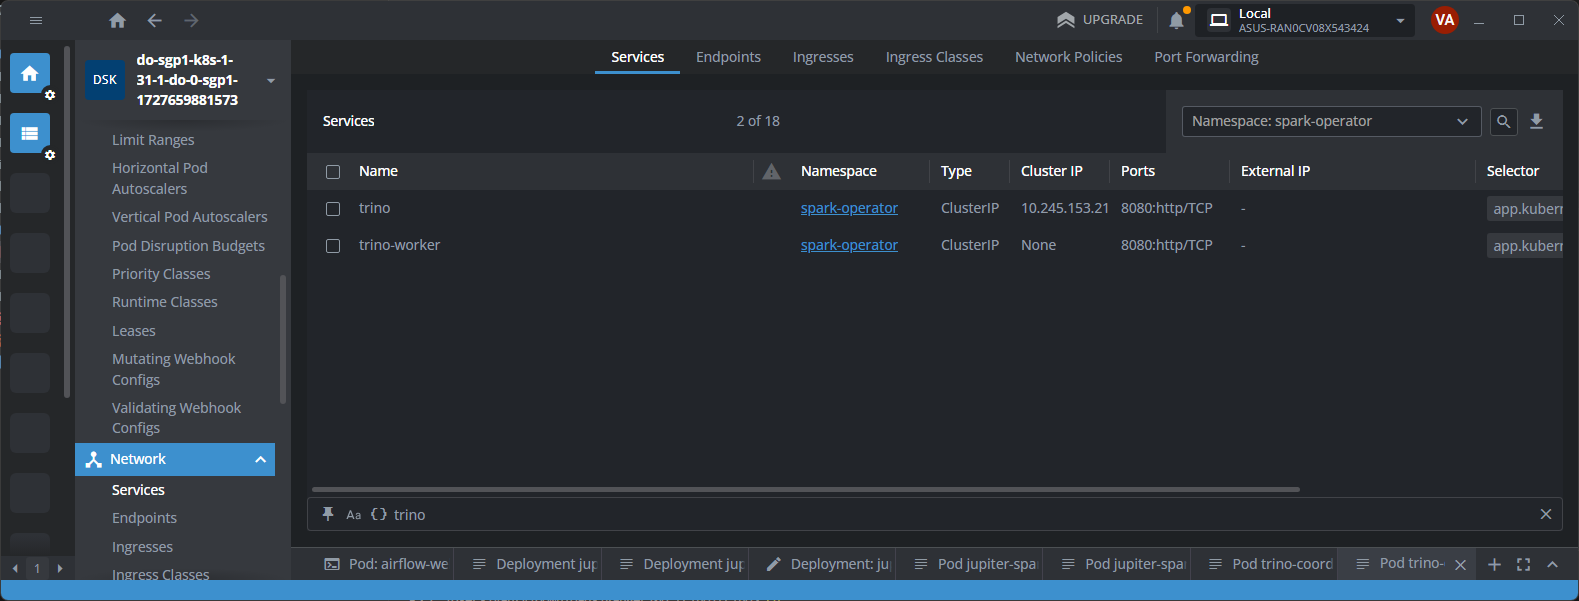 UPGRADE
Local
ASUS-RAN0CV08X543424
VA
DSK
do-sgp1-k8s-1-
31-1-do-0-sgp1-
1727659881573
Services Endpoints Ingresses Ingress Classes Network Policies Port Forwarding
Services
2 of 18
Namespace: spark-operator
Name Namespace Type Cluster IP Ports External IP Selector
trino spark-operator ClusterIP 10.245.153.21 8080:http/TCP - app.kuberr
trino-worker spark-operator ClusterIP None 8080:http/TCP - app.kuberr
Limit Ranges
Horizontal Pod
Autoscalers
Vertical Pod Autoscalers
Pod Disruption Budgets
Priority Classes
Runtime Classes
Leases
Mutating Webhook
Configs
Validating Webhook
Configs
Network
Services
Endpoints
Ingresses
Ingress Classes
Aa {} trino
1
Pod: airflow-we
Deployment jup
Deployment jup
Deployment: ju
Pod jupiter-spa
Pod jupiter-spa
Pod trino-coord
Pod trino-